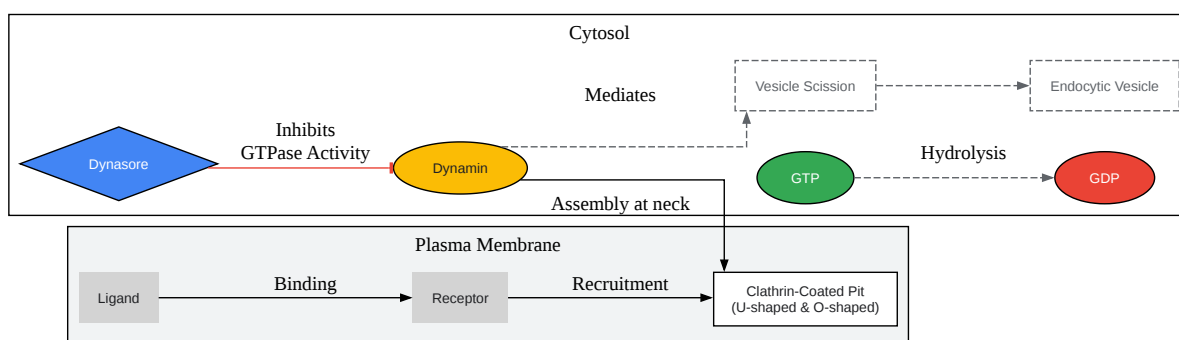 Cytosol
Vesicle Scission
Endocytic Vesicle
Mediates
Inhibits
GTPase Activity
Dynasore
Dynamin
Hydrolysis
GTP
GDP
Assembly at neck
Plasma Membrane
Ligand
Binding
Receptor
Recruitment
Clathrin-Coated Pit
(U-shaped & O-shaped)